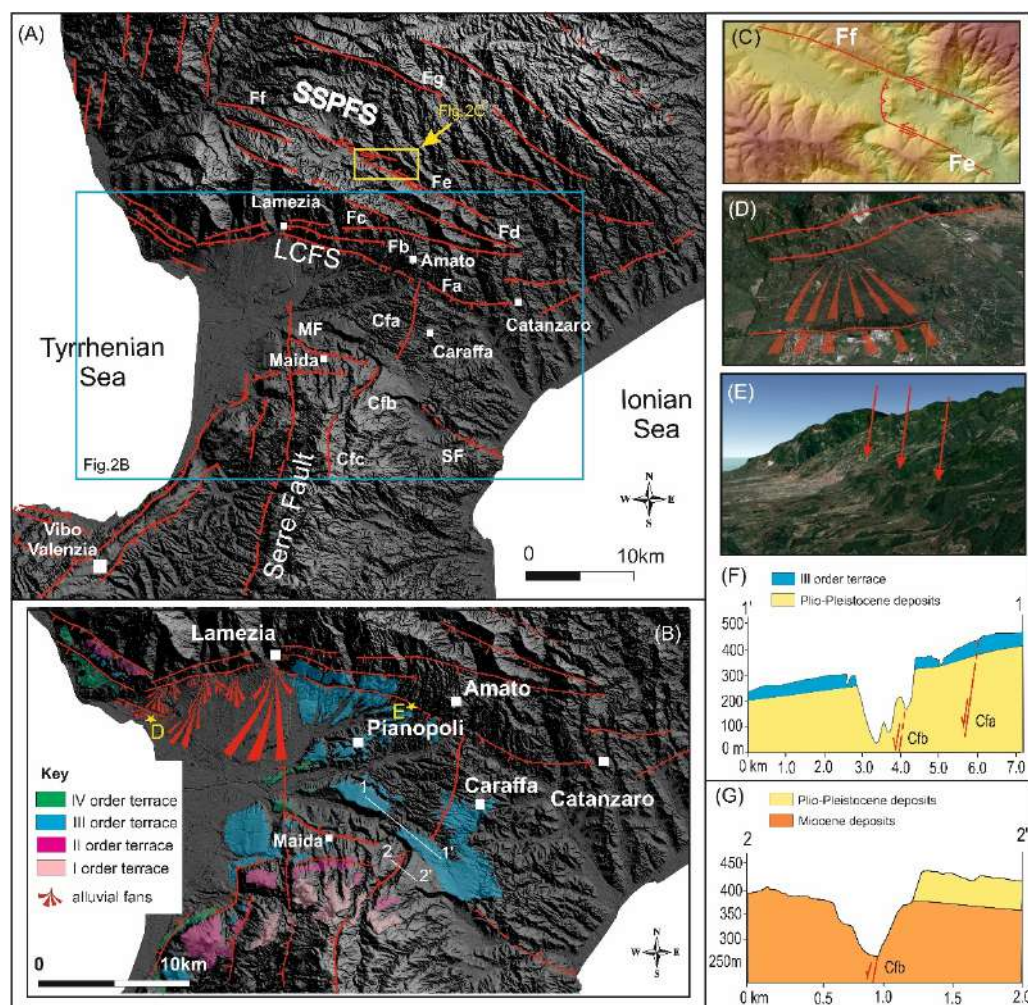 (A)
Fg
SSPFS
Ff
Fig.2C
Fe
Lamezia
Fc
Fd
Fb
LCFS
Amato
Fa
Catanzaro
Cfa
MF
Caraffa
Maida
Tyrrhenian
Sea
Cfb
Ionian
Sea
Fig.2B
Cfc
SF
Serre Fault
N
W E
S
Vibo
Valenzia
0 10km
(B)
Lamezia
Amato
E
D
Pianopoli
Key
IV order terrace
III order terrace
II order terrace
I order terrace
alluvial fans
1
Caraffa
Catanzaro
Maida
1'
2
2'
N
W E
S
0 10km
(C)
Ff
Fe
(D)
(E)
(F)
III order terrace
Plio-Pleistocene deposits
1' 1
500
400
300
200
100
0 m
Cfb
Cfa
0 km 1.0 2.0 3.0 4.0 5.0 6.0 7.0
(G)
Plio-Pleistocene deposits
Miocene deposits
2 2'
450
400
350
300
250m
Cfb
0 km 0.5 1.0 1.5 2.0